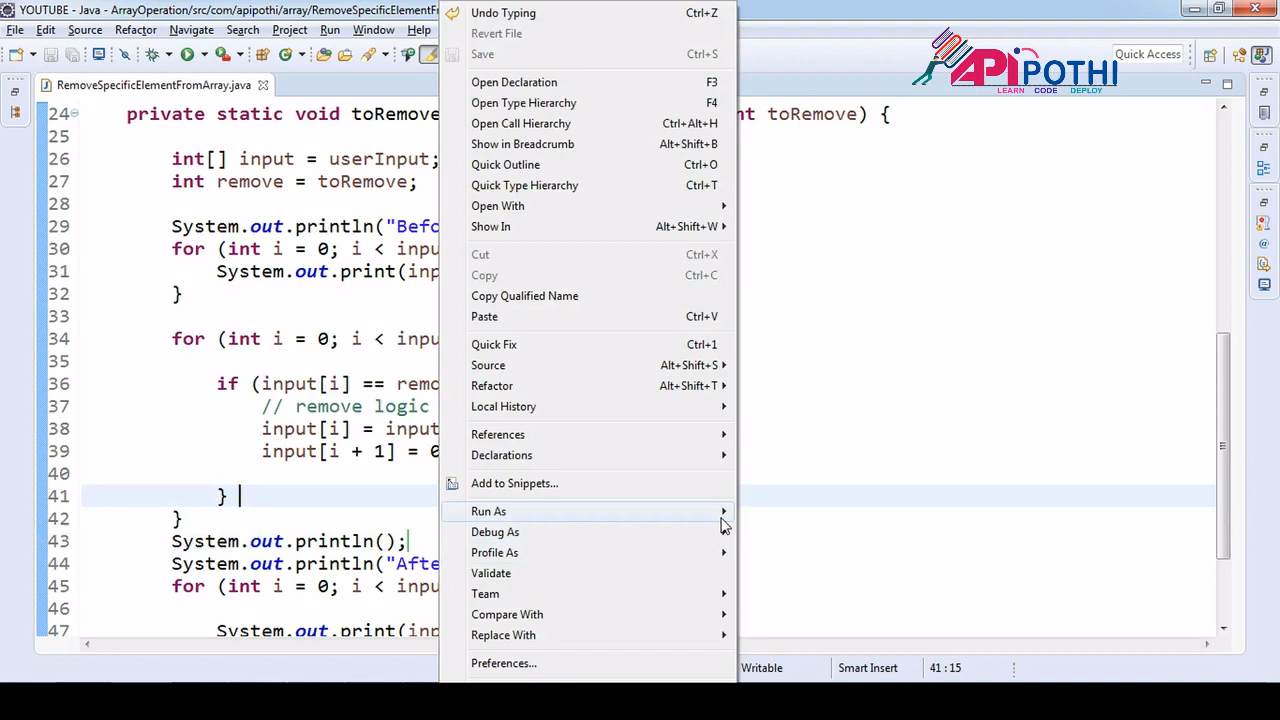 YOUTUBE - Java - ArrayOperation/src/com/apipothi/array/RemoveSpecificElementF
File Edit Source Refactor Navigate Search Project Run Window Help
Quick Access
APIPOTHI
LEARN CODE DEPLOY
RemoveSpecificElementFromArray.java
24 private static void toRemove nt toRemove) {
25
26 int[] input = userInput;
27 int remove = toRemove;
28
29 System.out.println("Befo
30 for (int i = 0; i < inpu
31 System.out.print(inp
32 }
33
34 for (int i = 0; i < inpu
35
36 if (input[i] == remo
37 // remove logic
38 input[i] = input
39 input[i + 1] = 0
40
41 }
42 }
43 System.out.println();
44 System.out.println("Afte
45 for (int i = 0; i < inpu
46
47 System.out.print(inp
Undo Typing Ctrl+Z
Revert File
Save Ctrl+S
Open Declaration F3
Open Type Hierarchy F4
Open Call Hierarchy Ctrl+Alt+H
Show in Breadcrumb Alt+Shift+B
Quick Outline Ctrl+O
Quick Type Hierarchy Ctrl+T
Open With
Show In Alt+Shift+W
Cut Ctrl+X
Copy Ctrl+C
Copy Qualified Name
Paste Ctrl+V
Quick Fix Ctrl+1
Source Alt+Shift+S
Refactor Alt+Shift+T
Local History
References
Declarations
Add to Snippets...
Run As
Debug As
Profile As
Validate
Team
Compare With
Replace With
Preferences...
Writable Smart Insert 41 : 15